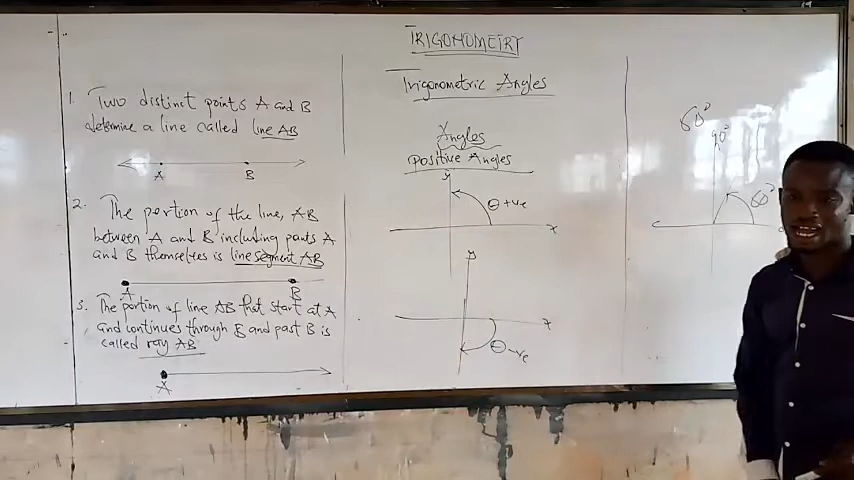 TRIGONOMETRY
Trigonometric Angles
1. Two distinct points A and B
determine a line called line AB
A B
2. The portion of the line, AB
between A and B including points A
and B themselves is line segment AB
A B
3. The portion of line AB that start at A
and continues through B and past B is
called ray AB
A
Angles
positive Angles
y
θ +ve
x
y
x
θ -ve
60°
90°
60°